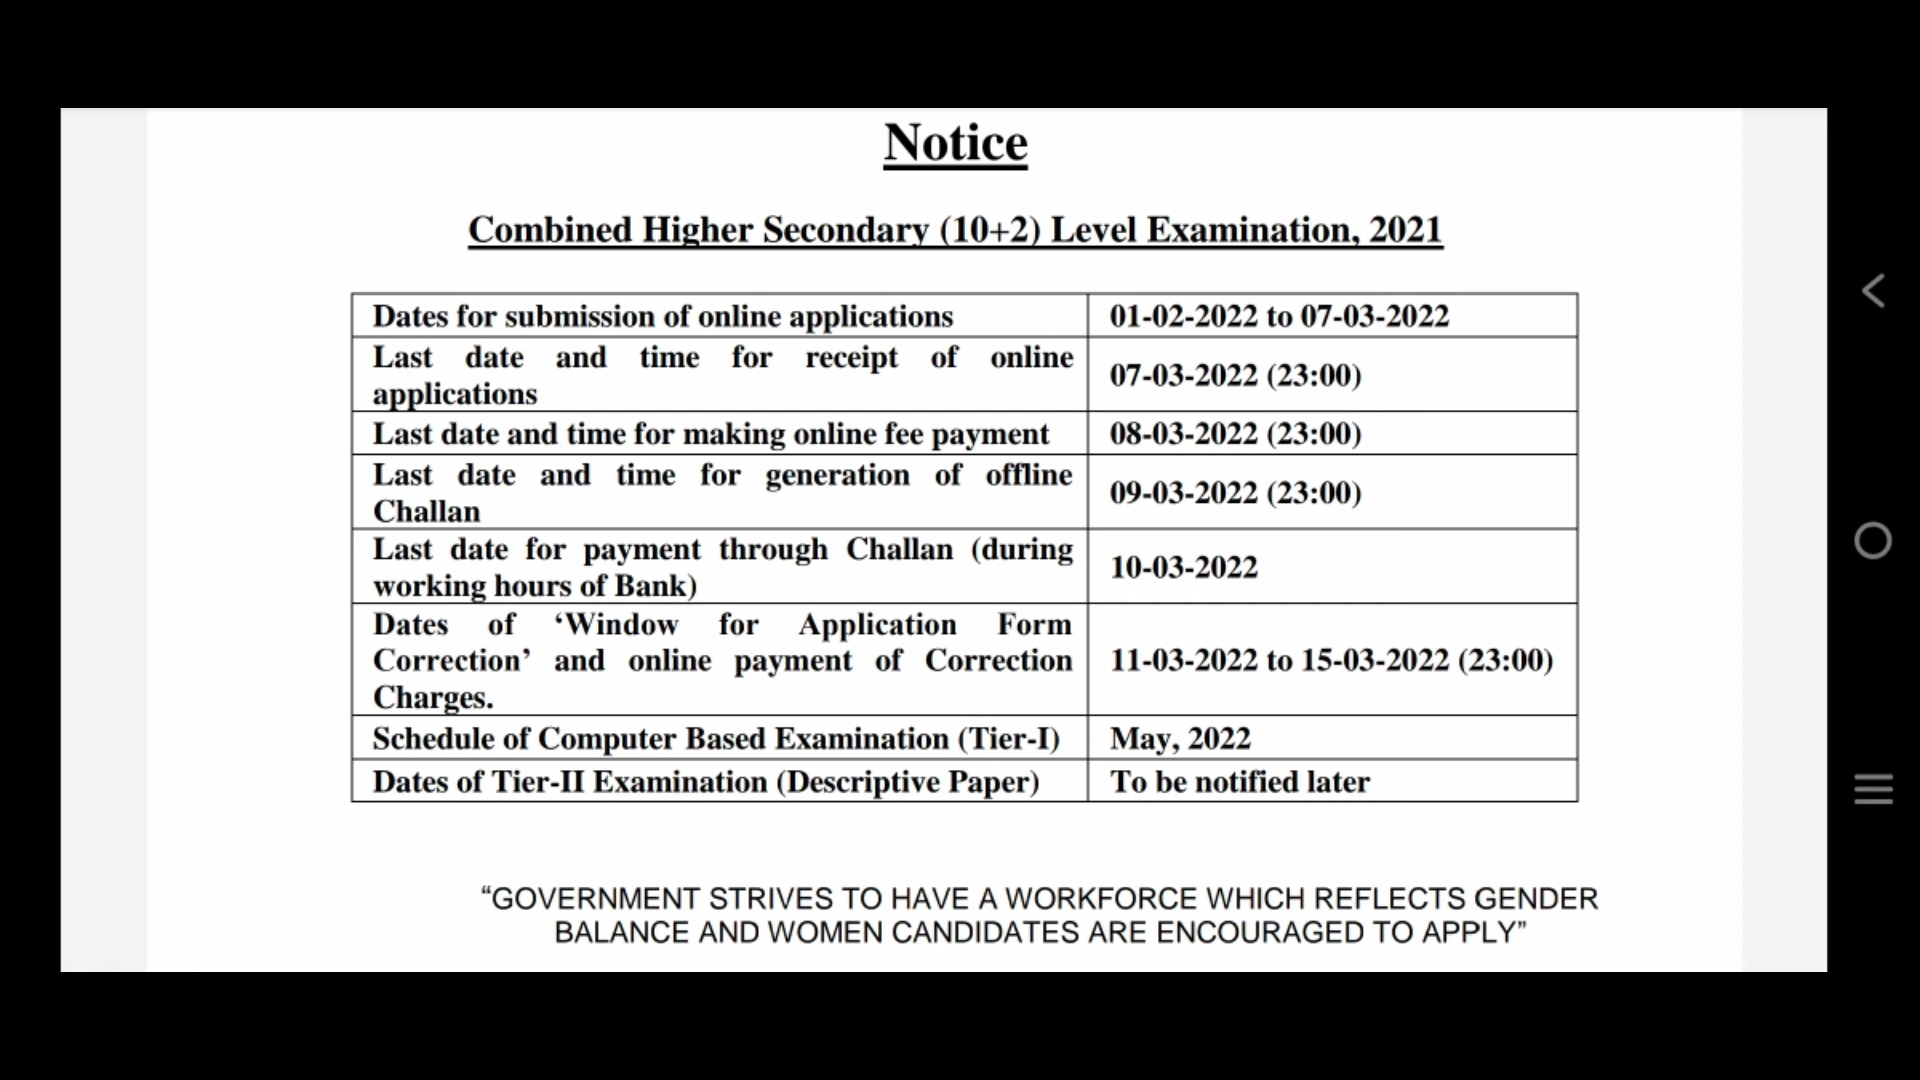 Notice
Combined Higher Secondary (10+2) Level Examination, 2021
Dates for submission of online applications 01-02-2022 to 07-03-2022
Last date and time for receipt of online
applications 07-03-2022 (23:00)
Last date and time for making online fee payment 08-03-2022 (23:00)
Last date and time for generation of offline
Challan 09-03-2022 (23:00)
Last date for payment through Challan (during
working hours of Bank) 10-03-2022
Dates of ‘Window for Application Form
Correction’ and online payment of Correction 11-03-2022 to 15-03-2022 (23:00)
Charges.
Schedule of Computer Based Examination (Tier-I) May, 2022
Dates of Tier-II Examination (Descriptive Paper) To be notified later
“GOVERNMENT STRIVES TO HAVE A WORKFORCE WHICH REFLECTS GENDER
BALANCE AND WOMEN CANDIDATES ARE ENCOURAGED TO APPLY”